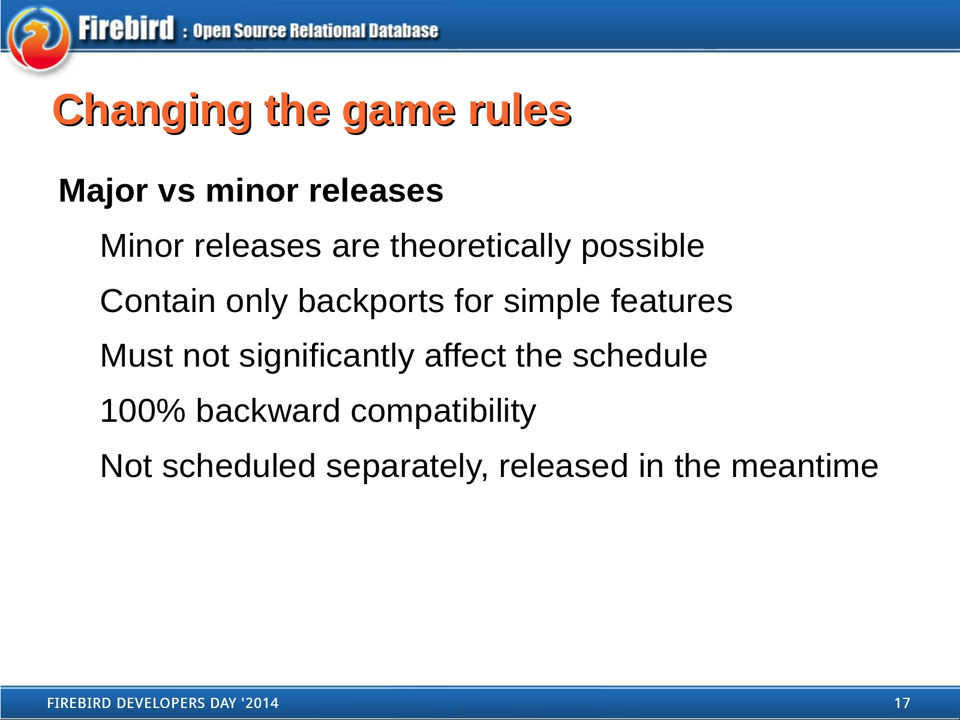 Firebird : Open Source Relational Database
Changing the game rules
Major vs minor releases
Minor releases are theoretically possible
Contain only backports for simple features
Must not significantly affect the schedule
100% backward compatibility
Not scheduled separately, released in the meantime
FIREBIRD DEVELOPERS DAY '2014 17